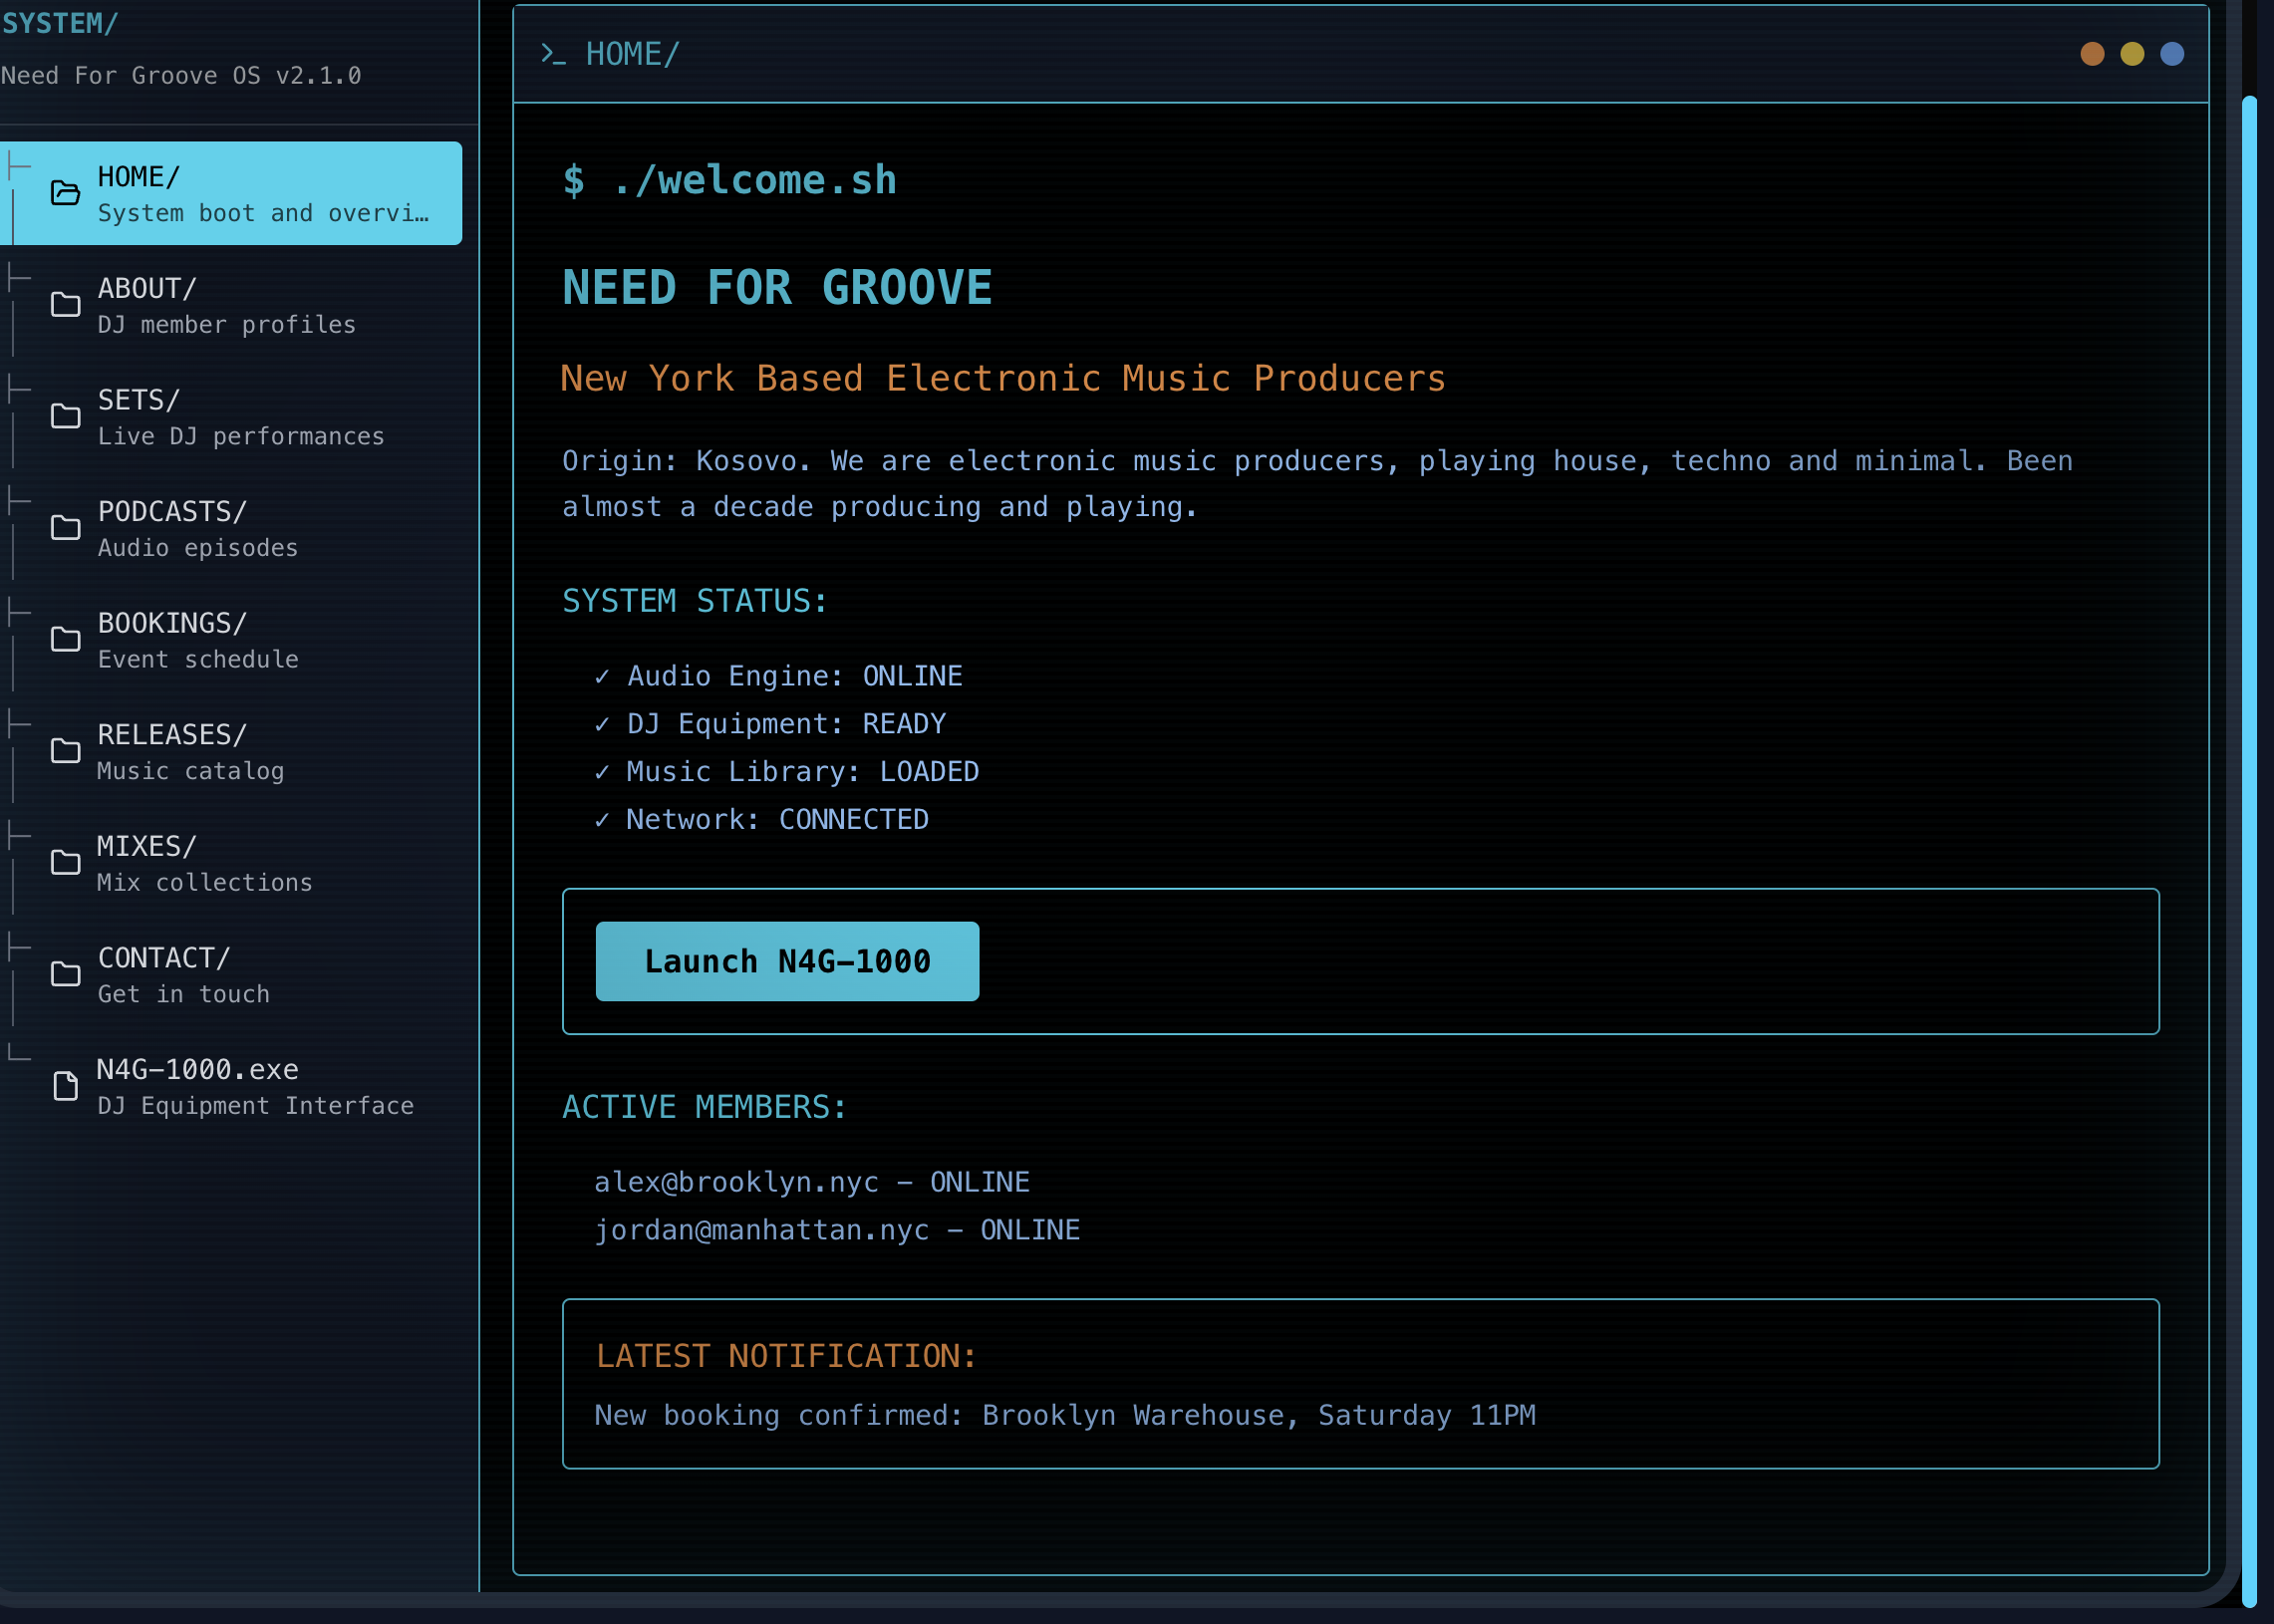 SYSTEM/
Need For Groove OS v2.1.0
HOME/
System boot and overvi…
ABOUT/
DJ member profiles
SETS/
Live DJ performances
PODCASTS/
Audio episodes
BOOKINGS/
Event schedule
RELEASES/
Music catalog
MIXES/
Mix collections
CONTACT/
Get in touch
N4G-1000.exe
DJ Equipment Interface
HOME/
$ ./welcome.sh
NEED FOR GROOVE
New York Based Electronic Music Producers
Origin: Kosovo. We are electronic music producers, playing house, techno and minimal. Been
almost a decade producing and playing.
SYSTEM STATUS:
✓ Audio Engine: ONLINE
✓ DJ Equipment: READY
✓ Music Library: LOADED
✓ Network: CONNECTED
Launch N4G-1000
ACTIVE MEMBERS:
alex@brooklyn.nyc - ONLINE
jordan@manhattan.nyc - ONLINE
LATEST NOTIFICATION:
New booking confirmed: Brooklyn Warehouse, Saturday 11PM